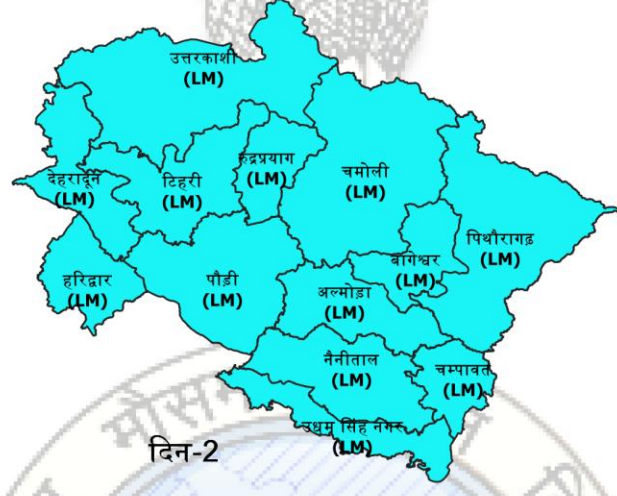 उत्तरकाशी
(LM)
रुद्रप्रयाग
(LM)
चमोली
(LM)
देहरादून
(LM)
टिहरी
(LM)
पिथौरागढ़
(LM)
बागेश्वर
(LM)
हरिद्वार
(LM)
पौड़ी
(LM)
अल्मोड़ा
(LM)
नैनीताल
(LM)
चम्पावत
(LM)
उधम सिंह नगर
(LM)
दिन-2